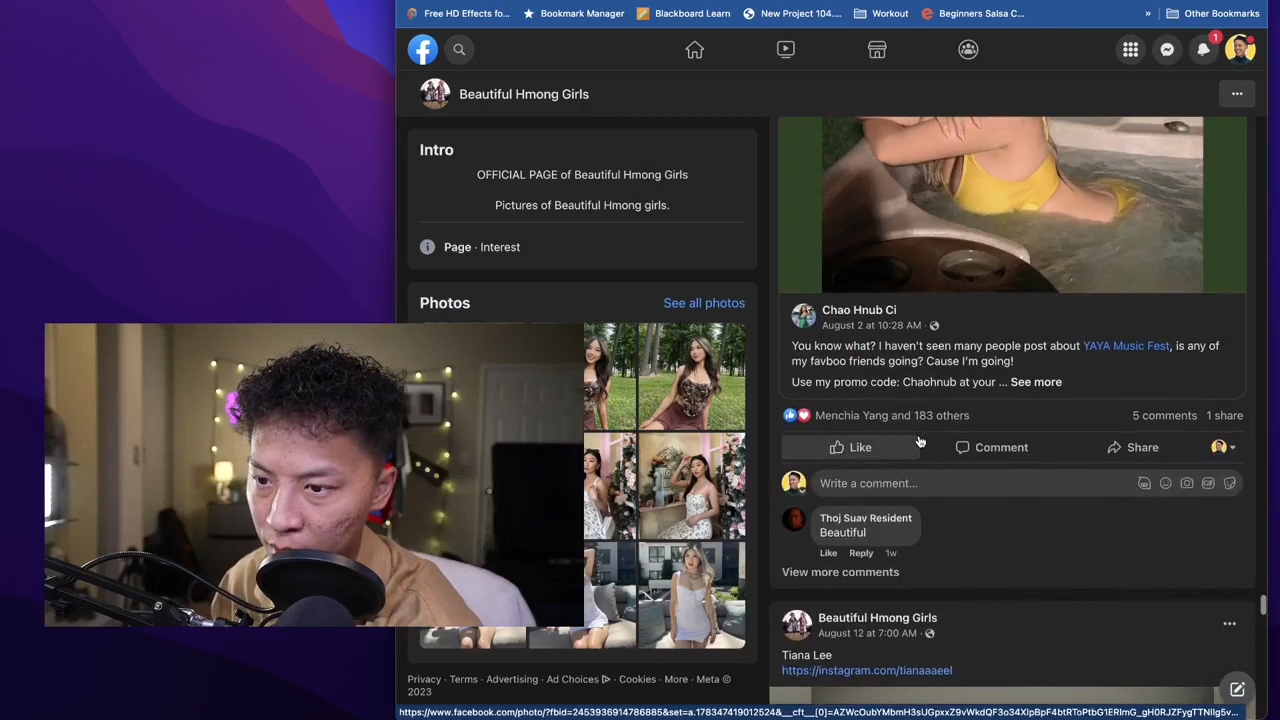 Free HD Effects fo...
Bookmark Manager
Blackboard Learn
New Project 104....
Workout
Beginners Salsa C...
»
Other Bookmarks
1
Beautiful Hmong Girls
Intro
OFFICIAL PAGE of Beautiful Hmong Girls
Pictures of Beautiful Hmong girls.
Page · Interest
Photos
See all photos
Privacy · Terms · Advertising · Ad Choices · Cookies · More · Meta ©
2023
Chao Hnub Ci
August 2 at 10:28 AM ·
You know what? I haven't seen many people post about YAYA Music Fest, is any of
my favboo friends going? Cause I'm going!
Use my promo code: Chaohnub at your ... See more
Menchia Yang and 183 others
5 comments 1 share
Like
Comment
Share
Write a comment...
GIF
Thoj Suav Resident
Beautiful
Like Reply 1w
View more comments
Beautiful Hmong Girls
August 12 at 7:00 AM ·
Tiana Lee
https://instagram.com/tianaaaeel